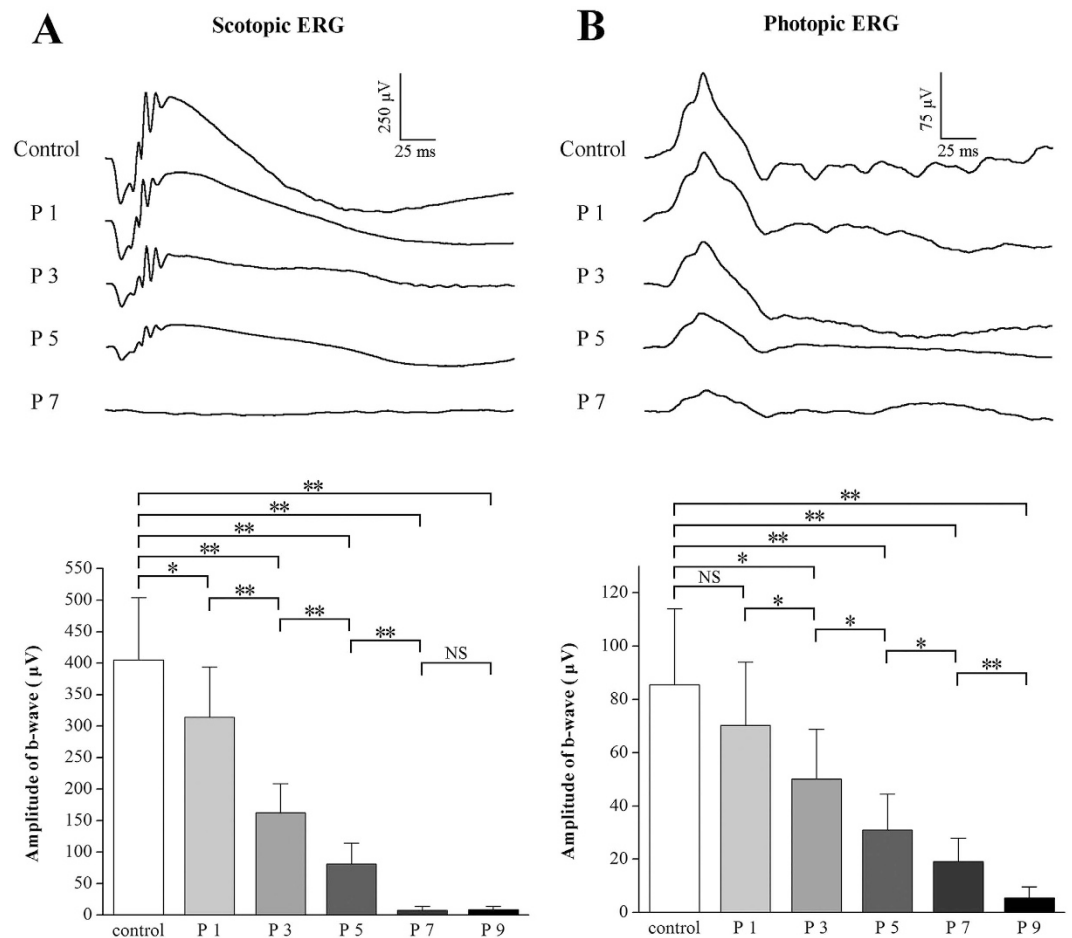 A
Scotopic ERG
250 µV
25 ms
Control
P 1
P 3
P 5
P 7
B
Photopic ERG
75 µV
25 ms
Control
P 1
P 3
P 5
P 7
**
**
**
**
*
**
**
**
NS
Amplitude of b-wave ( µV)
550
500
450
400
350
300
250
200
150
100
50
0
control P 1 P 3 P 5 P 7 P 9
**
**
**
*
NS
*
*
*
**
Amplitude of b-wave ( µV)
120
100
80
60
40
20
0
control P 1 P 3 P 5 P 7 P 9